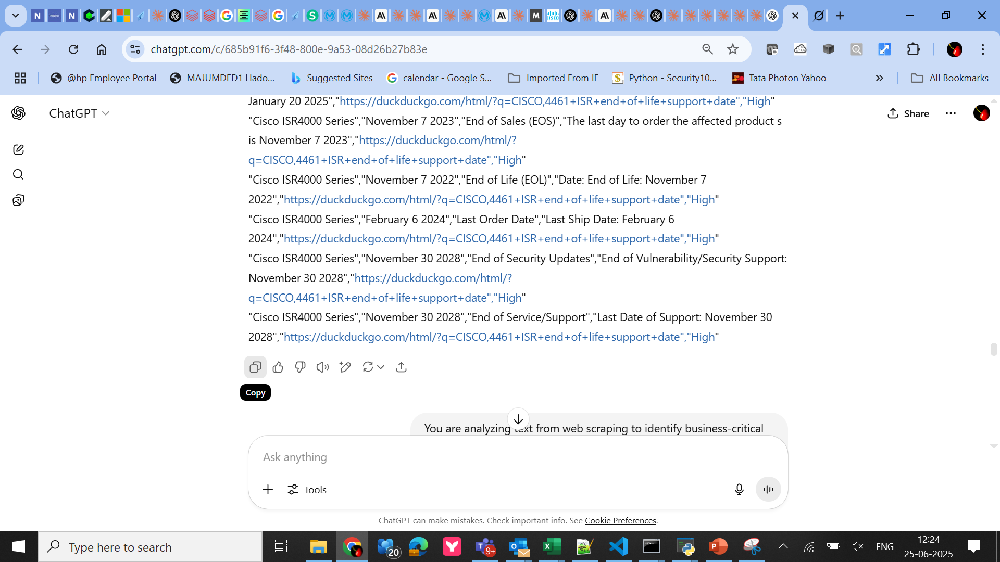 chatgpt.com/c/685b91f6-3f48-800e-9a53-08d26b27b83e
@hp Employee Portal
MAJUMDED1 Hado...
Suggested Sites
calendar - Google S...
Imported From IE
Python - Security10...
Tata Photon Yahoo
»
All Bookmarks
ChatGPT
Share
January 20 2025","https://duckduckgo.com/html/?q=CISCO,4461+ISR+end+of+life+support+date","High"
"Cisco ISR4000 Series","November 7 2023","End of Sales (EOS)","The last day to order the affected product s
is November 7 2023","https://duckduckgo.com/html/?
q=CISCO,4461+ISR+end+of+life+support+date","High"
"Cisco ISR4000 Series","November 7 2022","End of Life (EOL)","Date: End of Life: November 7
2022","https://duckduckgo.com/html/?q=CISCO,4461+ISR+end+of+life+support+date","High"
"Cisco ISR4000 Series","February 6 2024","Last Order Date","Last Ship Date: February 6
2024","https://duckduckgo.com/html/?q=CISCO,4461+ISR+end+of+life+support+date","High"
"Cisco ISR4000 Series","November 30 2028","End of Security Updates","End of Vulnerability/Security Support:
November 30 2028","https://duckduckgo.com/html/?
q=CISCO,4461+ISR+end+of+life+support+date","High"
"Cisco ISR4000 Series","November 30 2028","End of Service/Support","Last Date of Support: November 30
2028","https://duckduckgo.com/html/?q=CISCO,4461+ISR+end+of+life+support+date","High"
Copy
You are analyzing text from web scraping to identify business-critical
Ask anything
Tools
ChatGPT can make mistakes. Check important info. See Cookie Preferences.
Type here to search
20
9+
ENG
12:24
25-06-2025